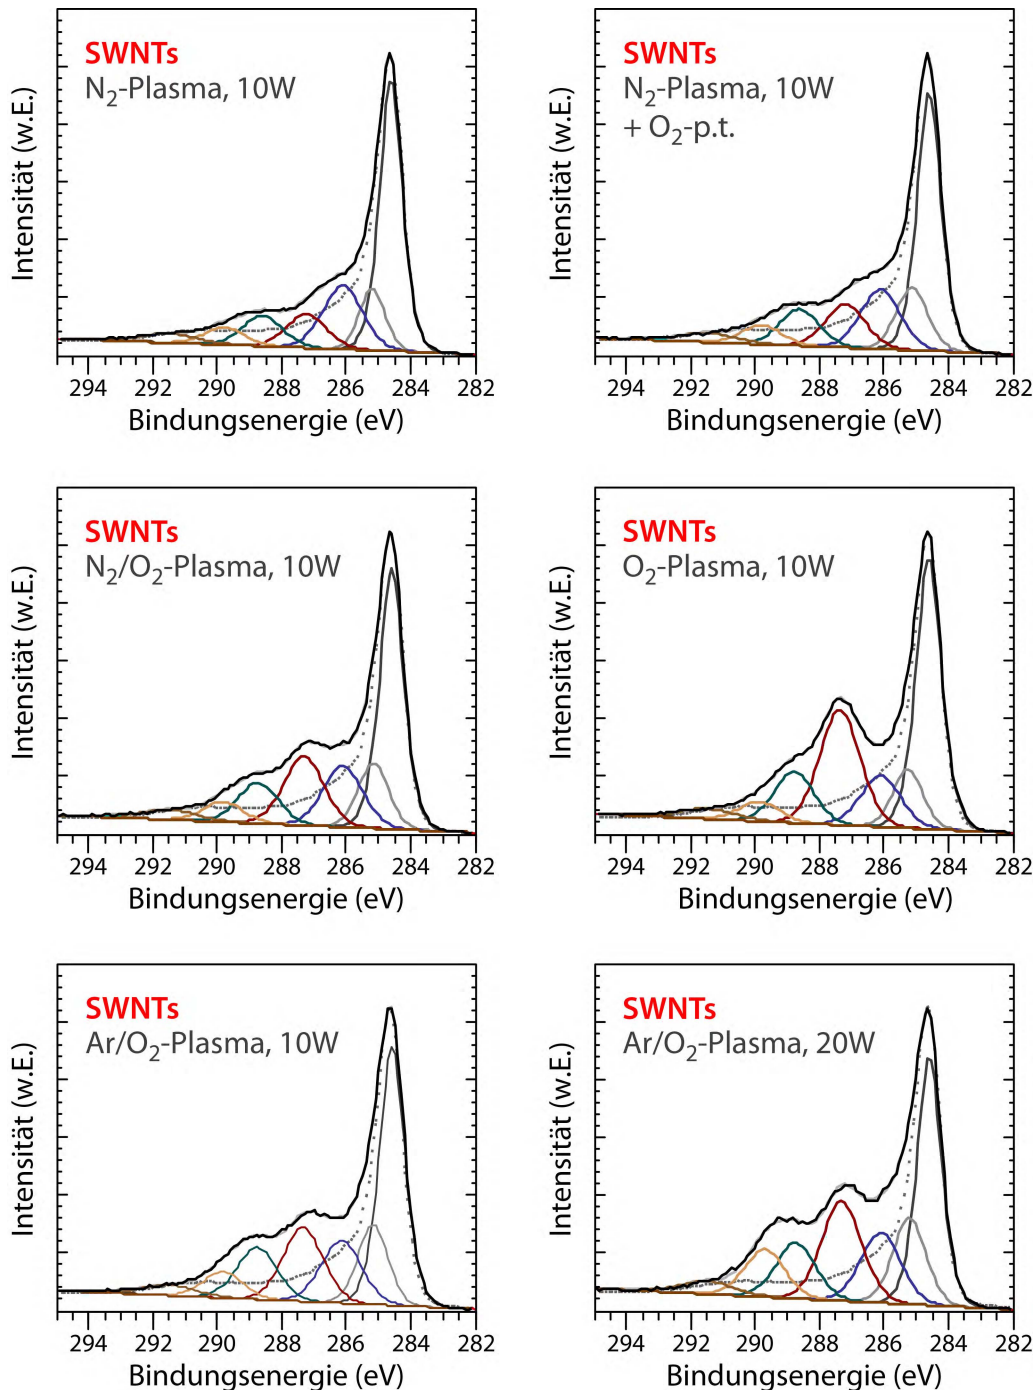 SWNTs
N₂-Plasma, 10W
Intensität (w.E.)
294 292 290 288 286 284 282
Bindungsenergie (eV)
SWNTs
N₂-Plasma, 10W
+ O₂-p.t.
Intensität (w.E.)
294 292 290 288 286 284 282
Bindungsenergie (eV)
SWNTs
N₂/O₂-Plasma, 10W
Intensität (w.E.)
294 292 290 288 286 284 282
Bindungsenergie (eV)
SWNTs
O₂-Plasma, 10W
Intensität (w.E.)
294 292 290 288 286 284 282
Bindungsenergie (eV)
SWNTs
Ar/O₂-Plasma, 10W
Intensität (w.E.)
294 292 290 288 286 284 282
Bindungsenergie (eV)
SWNTs
Ar/O₂-Plasma, 20W
Intensität (w.E.)
294 292 290 288 286 284 282
Bindungsenergie (eV)